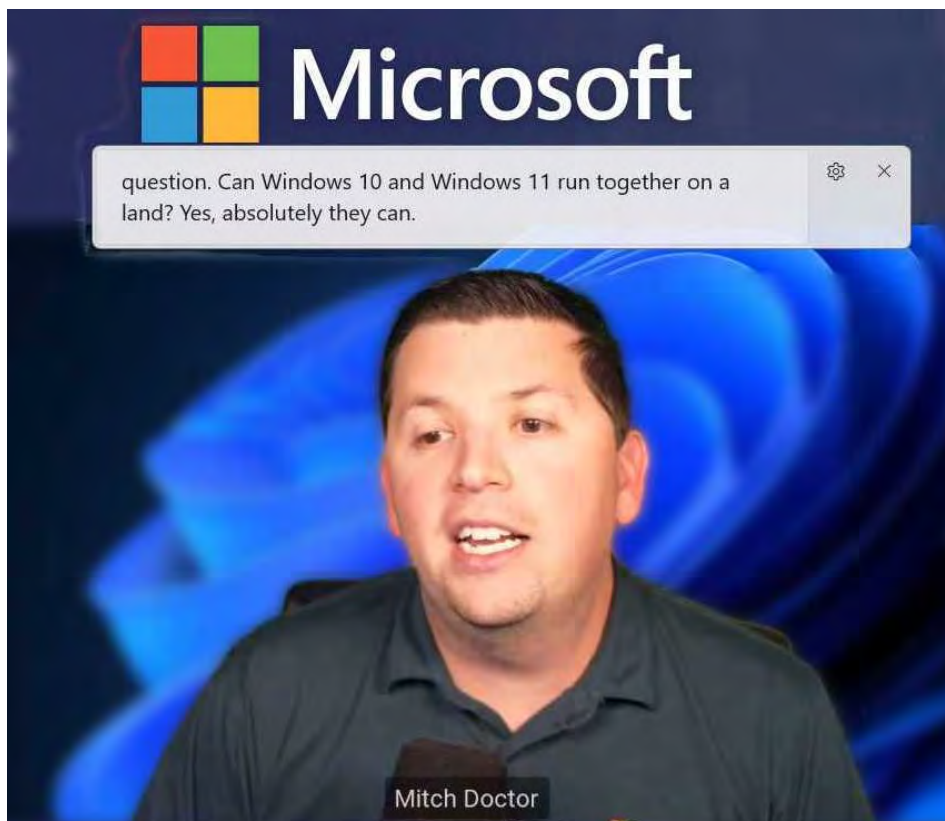 Microsoft
question. Can Windows 10 and Windows 11 run together on a
land? Yes, absolutely they can.
Mitch Doctor